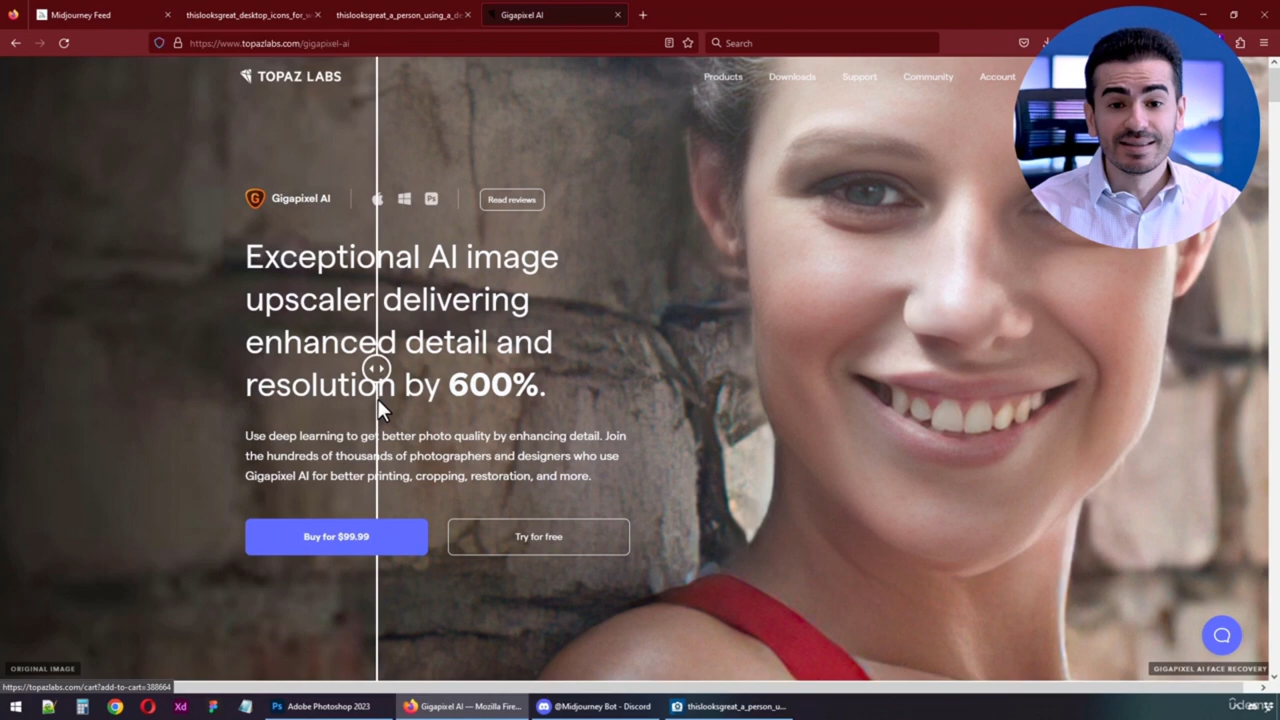 Midjourney Feed
thislooksgreat_desktop_icons_for_w
thislooksgreat_a_person_using_a_d
Gigapixel AI
https://www.topazlabs.com/gigapixel-ai
Search
TOPAZ LABS
Products
Downloads
Support
Community
Account
Gigapixel AI
Ps
Read reviews
Exceptional AI image
upscaler delivering
enhanced detail and
resolution by 600%.
Use deep learning to get better photo quality by enhancing detail. Join
the hundreds of thousands of photographers and designers who use
Gigapixel AI for better printing, cropping, restoration, and more.
Buy for $99.99
Try for free
ORIGINAL IMAGE
GIGAPIXEL AI FACE RECOVERY
https://topazlabs.com/cart?add-to-cart=388664
Xd
Ps
Adobe Photoshop 2023
Gigapixel AI — Mozilla Fire...
@Midjourney Bot - Discord
thislooksgreat_a_person_u...